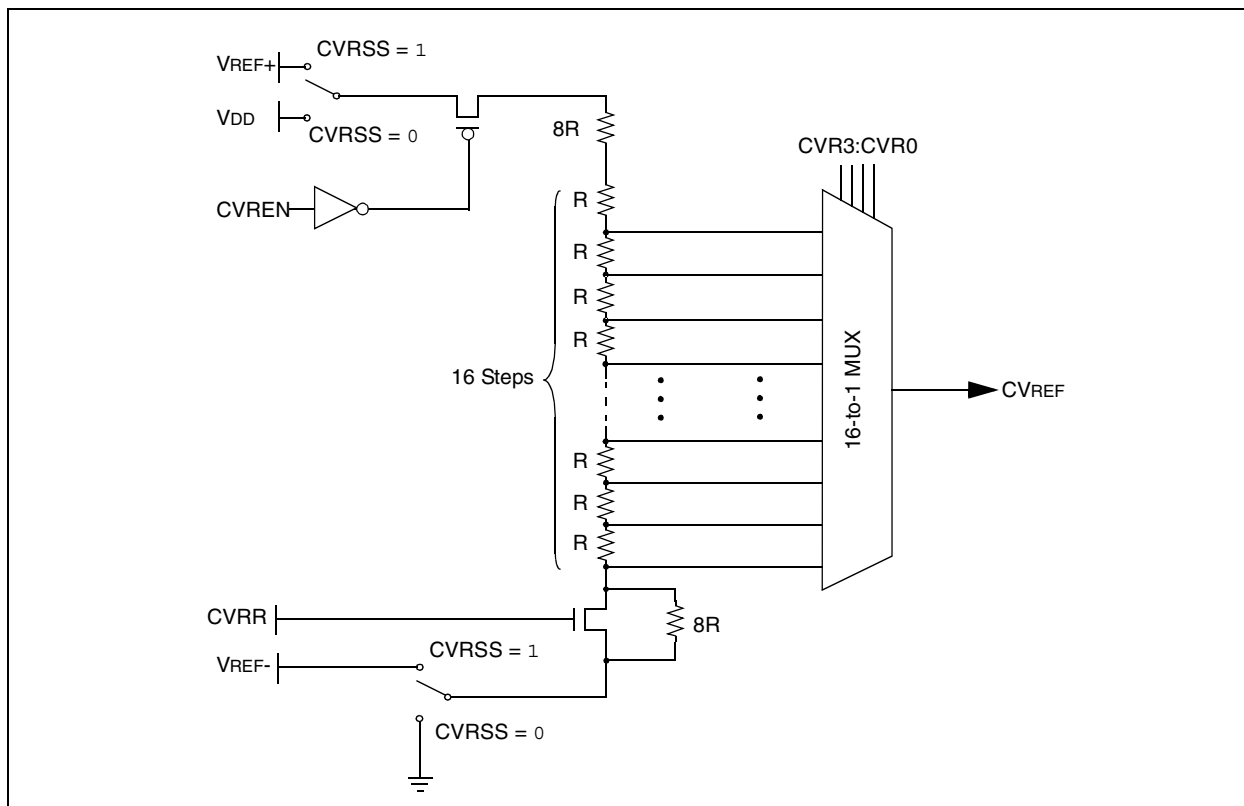 CVRSS = 1
VREF+
VDD
CVRSS = 0
8R
CVR3:CVR0
CVREN
R
R
R
R
16 Steps
16-to-1 MUX
CVREF
R
R
R
CVRR
8R
CVRSS = 1
VREF-
CVRSS = 0